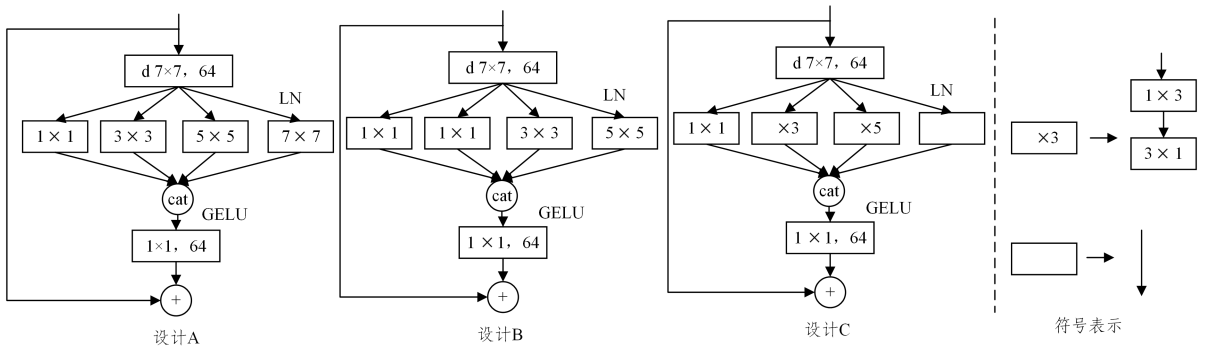 d 7×7，64
LN
1 × 1
3 × 3
5 × 5
7 × 7
cat
GELU
1×1，64
+
设计A
d 7×7，64
LN
1 × 1
1 × 1
3 × 3
5 × 5
cat
GELU
1 × 1，64
+
设计B
d 7×7，64
LN
1 × 1
×3
×5
cat
GELU
1 × 1，64
+
设计C
1 × 3
×3
3 × 1
符号表示